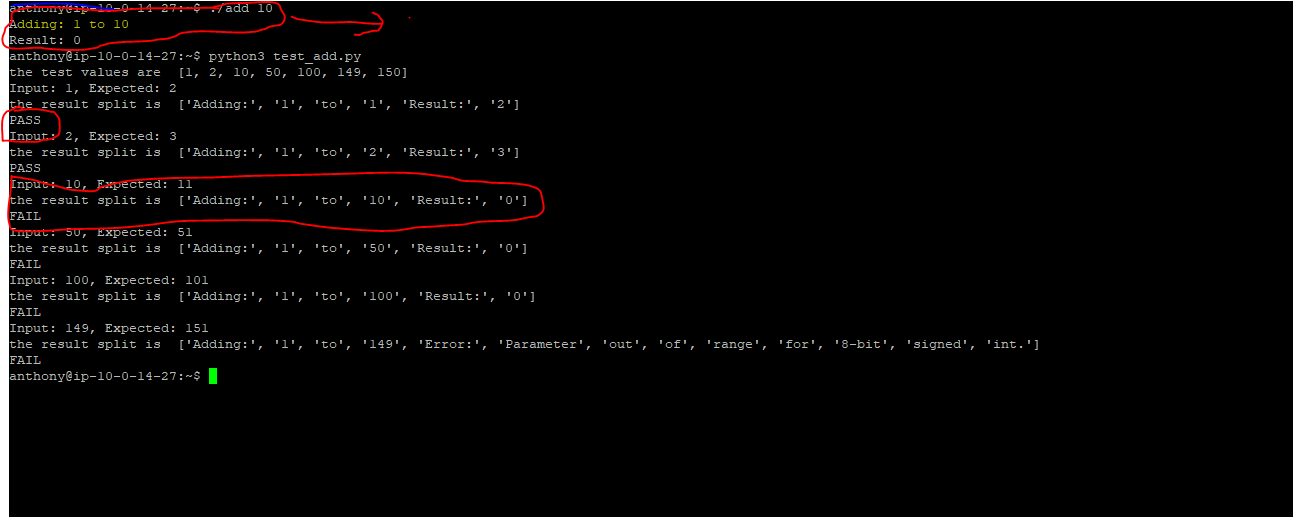 anthony@ip-10-0-14-27:~$ ./add 10
Adding: 1 to 10
Result: 0
anthony@ip-10-0-14-27:~$ python3 test_add.py
the test values are  [1, 2, 10, 50, 100, 149, 150]
Input: 1, Expected: 2
the result split is  ['Adding:', '1', 'to', '1', 'Result:', '2']
PASS
Input: 2, Expected: 3
the result split is  ['Adding:', '1', 'to', '2', 'Result:', '3']
PASS
Input: 10, Expected: 11
the result split is  ['Adding:', '1', 'to', '10', 'Result:', '0']
FAIL
Input: 50, Expected: 51
the result split is  ['Adding:', '1', 'to', '50', 'Result:', '0']
FAIL
Input: 100, Expected: 101
the result split is  ['Adding:', '1', 'to', '100', 'Result:', '0']
FAIL
Input: 149, Expected: 151
the result split is  ['Adding:', '1', 'to', '149', 'Error:', 'Parameter', 'out', 'of', 'range', 'for', '8-bit', 'signed', 'int.']
FAIL
anthony@ip-10-0-14-27:~$